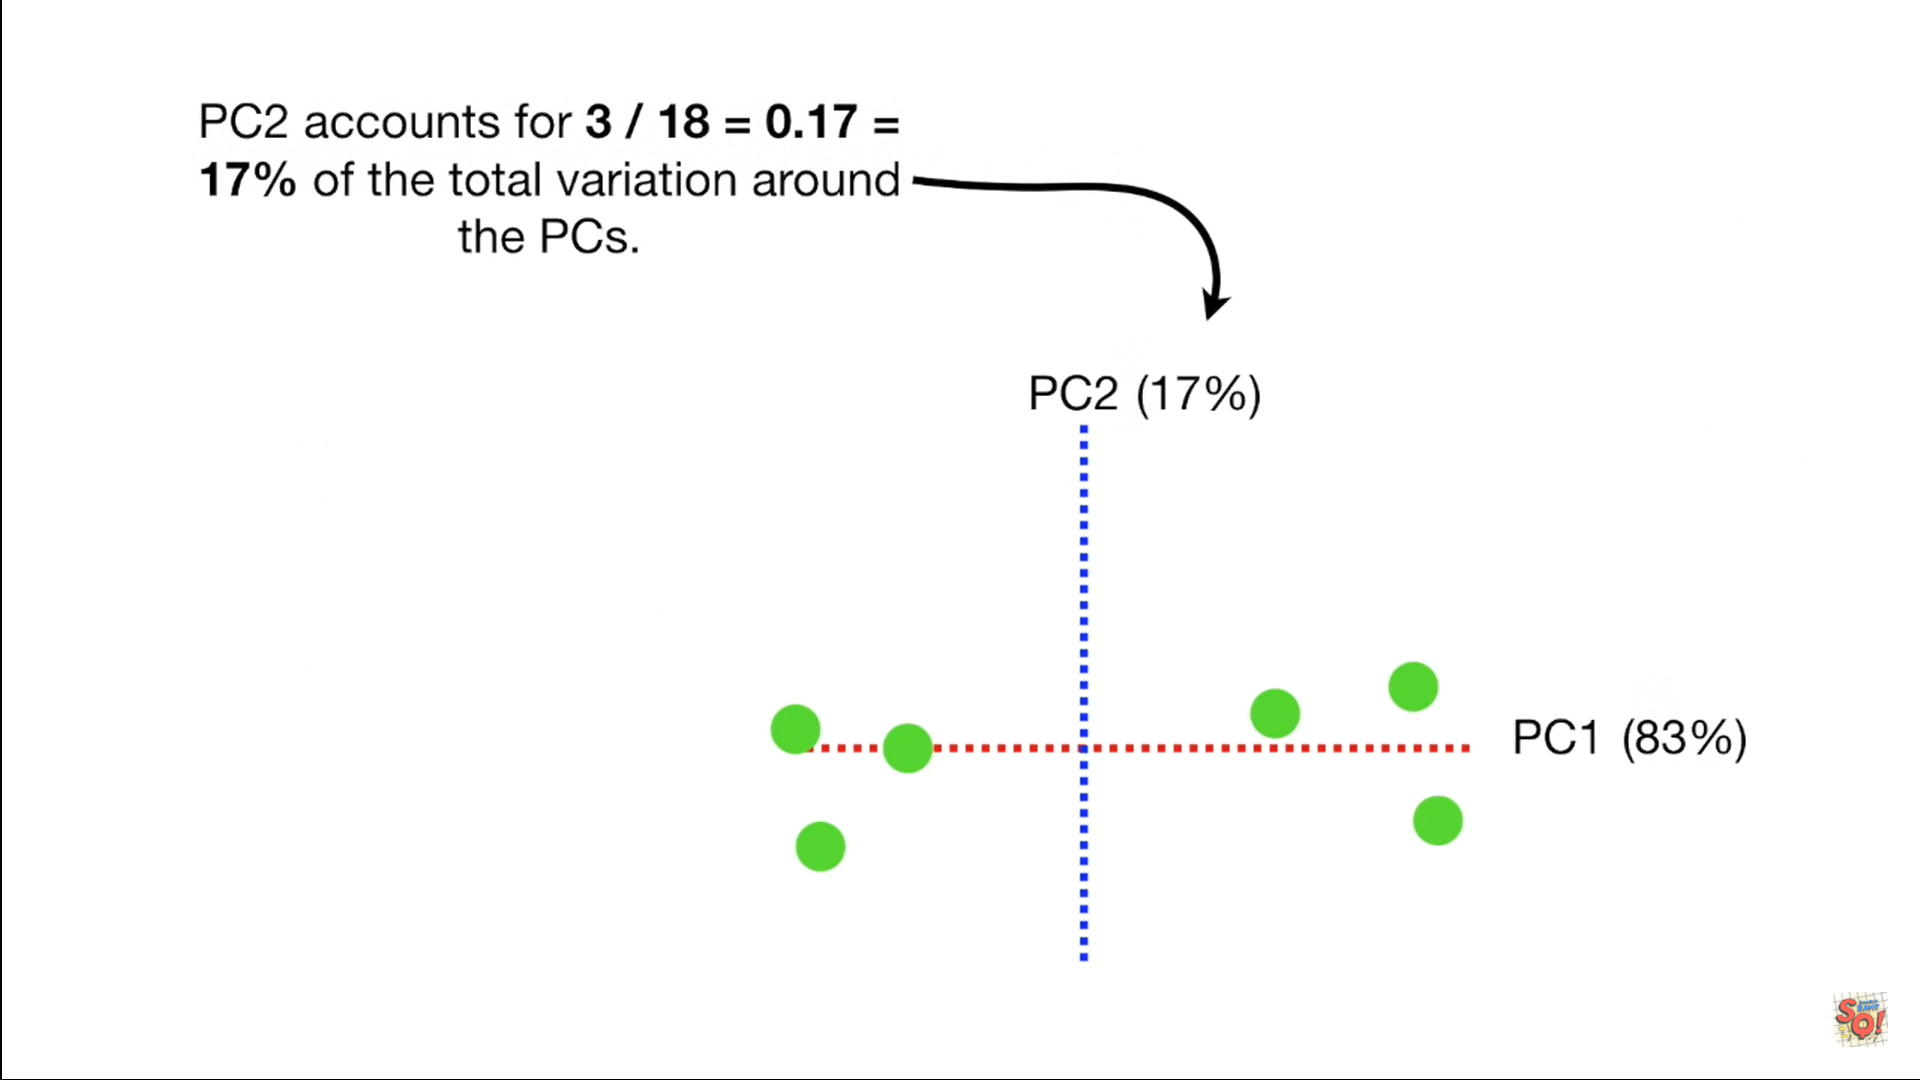 PC2 accounts for 3 / 18 = 0.17 =
17% of the total variation around
the PCs.
PC2 (17%)
PC1 (83%)
SQ!